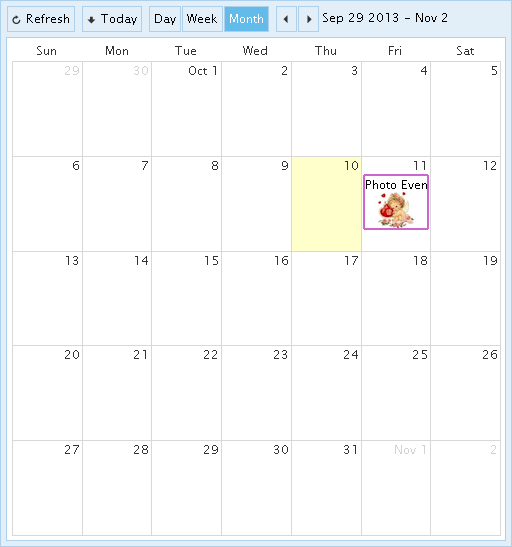 Refresh Today Day Week Month Sep 29 2013 - Nov 2
Sun Mon Tue Wed Thu Fri Sat
29 30 Oct 1 2 3 4 5
6 7 8 9 10 11 12
Photo Even
13 14 15 16 17 18 19
20 21 22 23 24 25 26
27 28 29 30 31 Nov 1 2